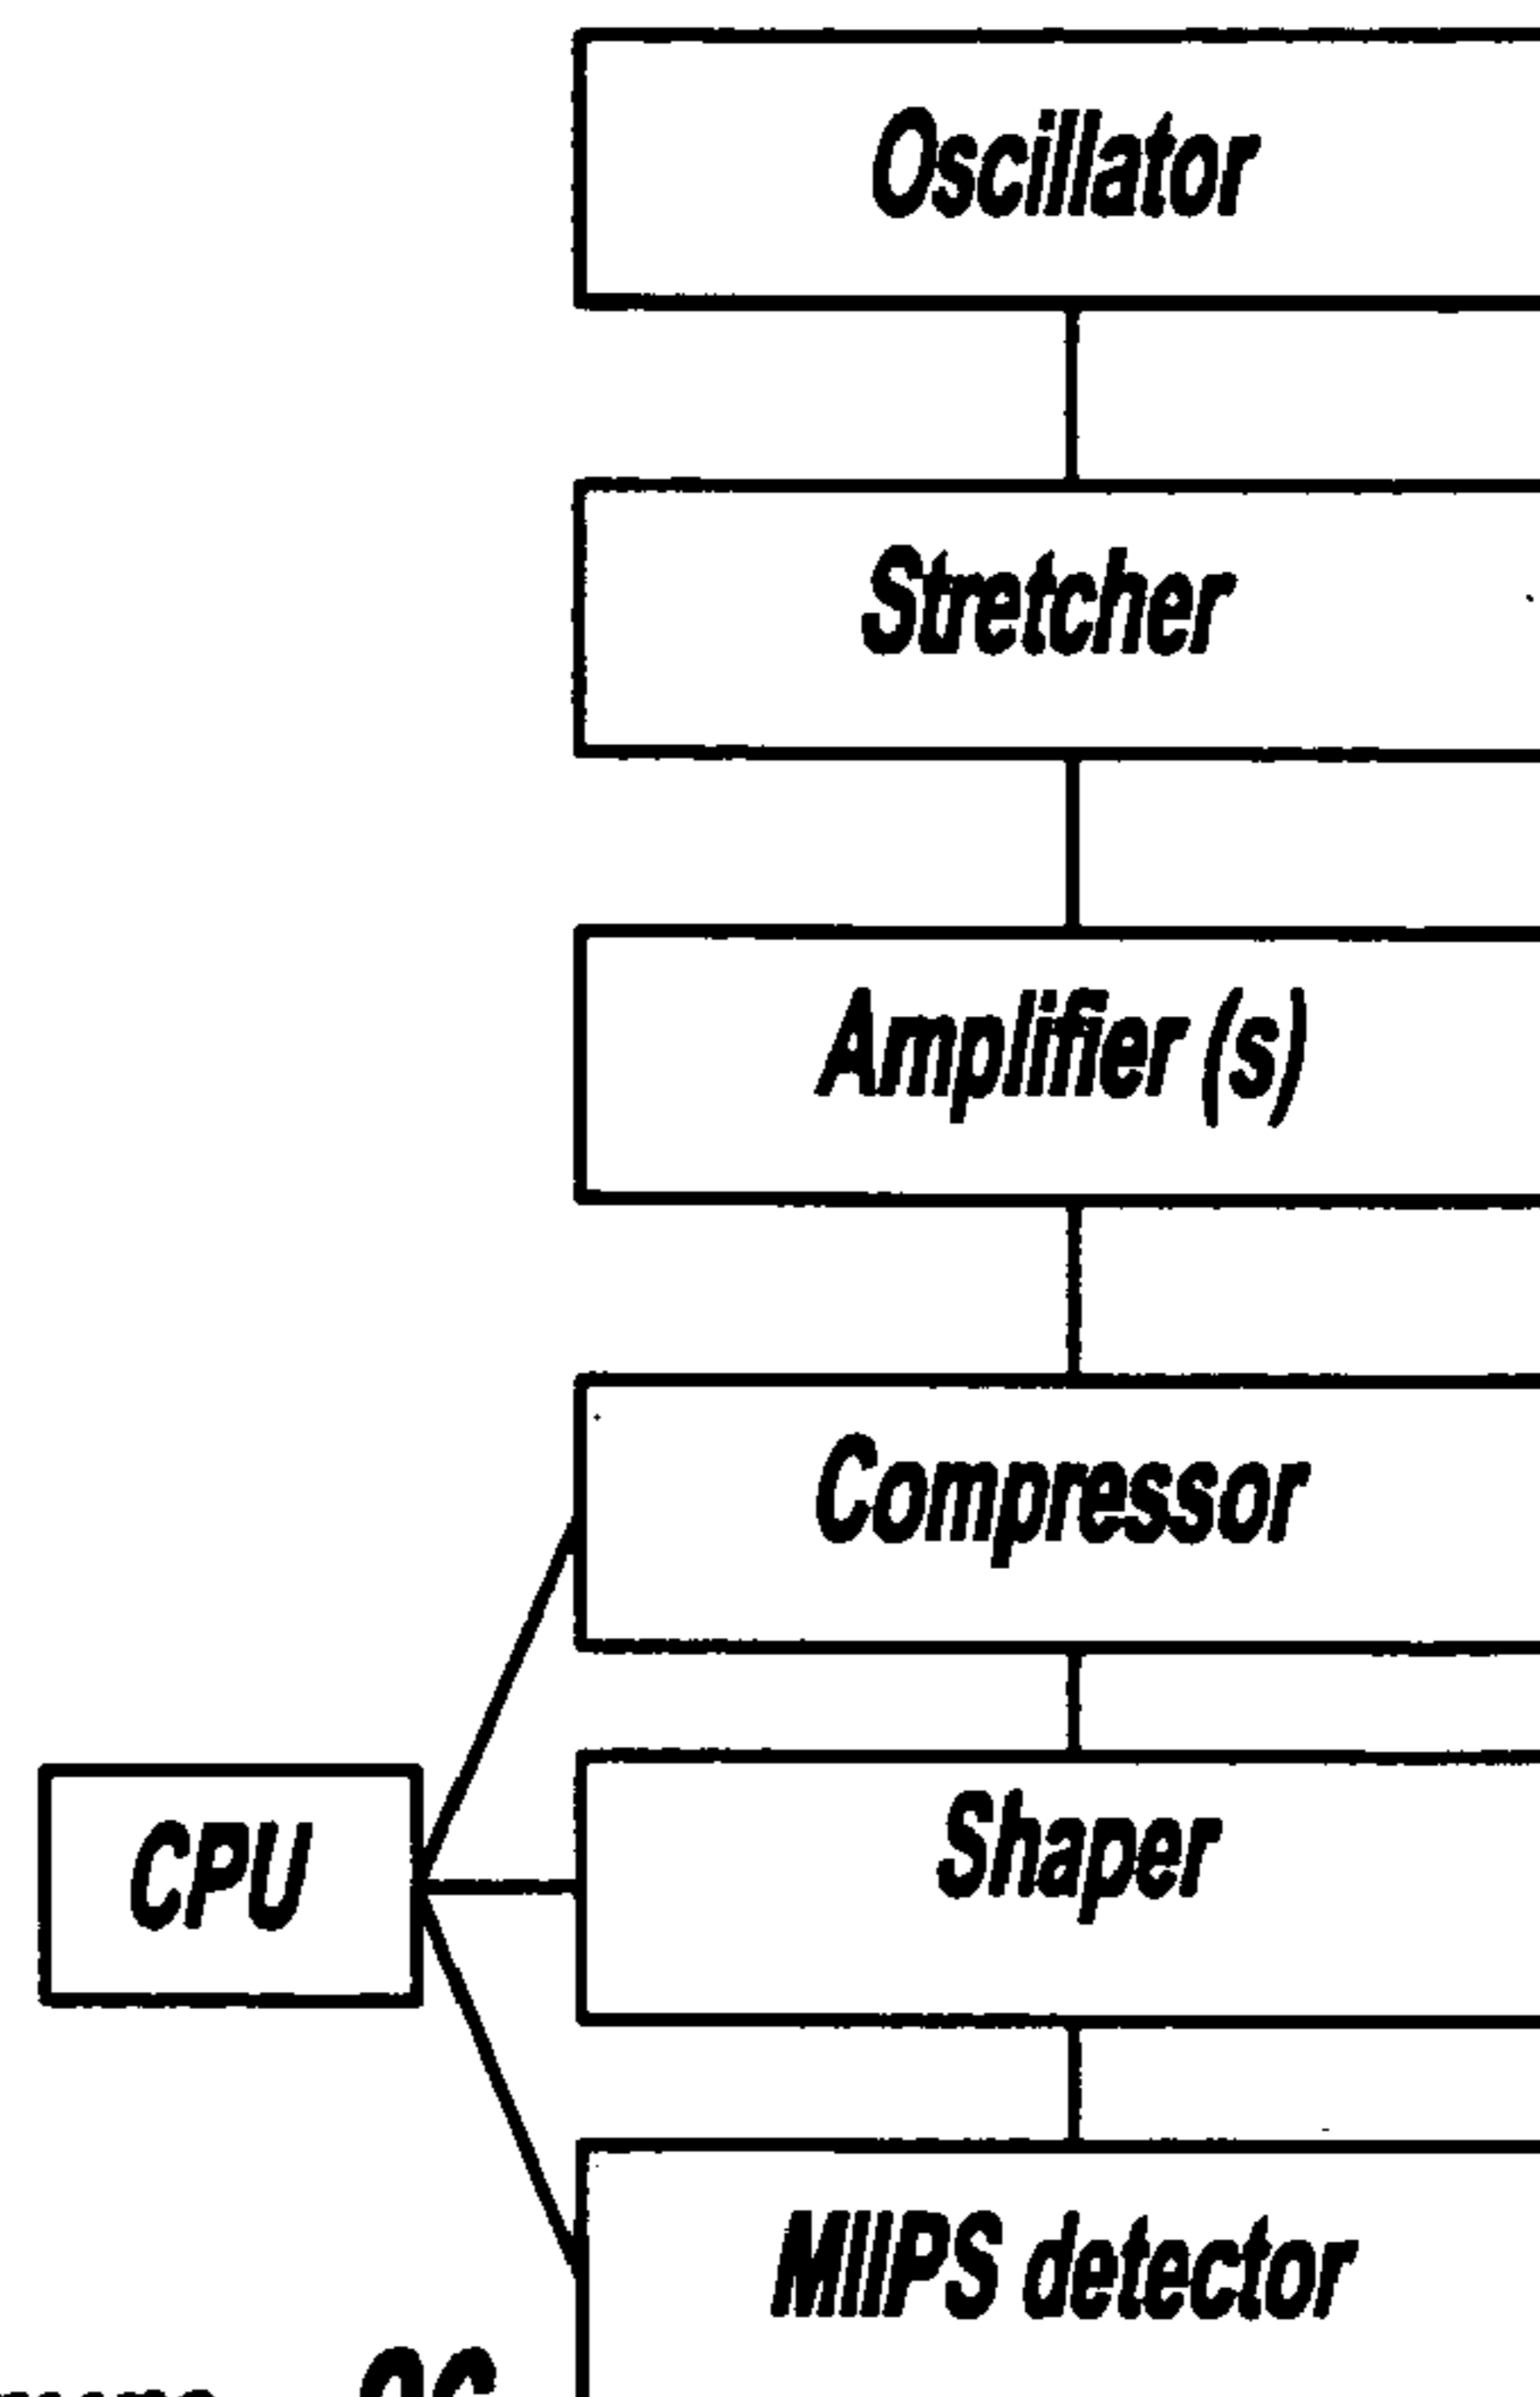 Oscillator
Stretcher
Amplifier (s)
Compressor
Shaper
CPU
MIIPS detector